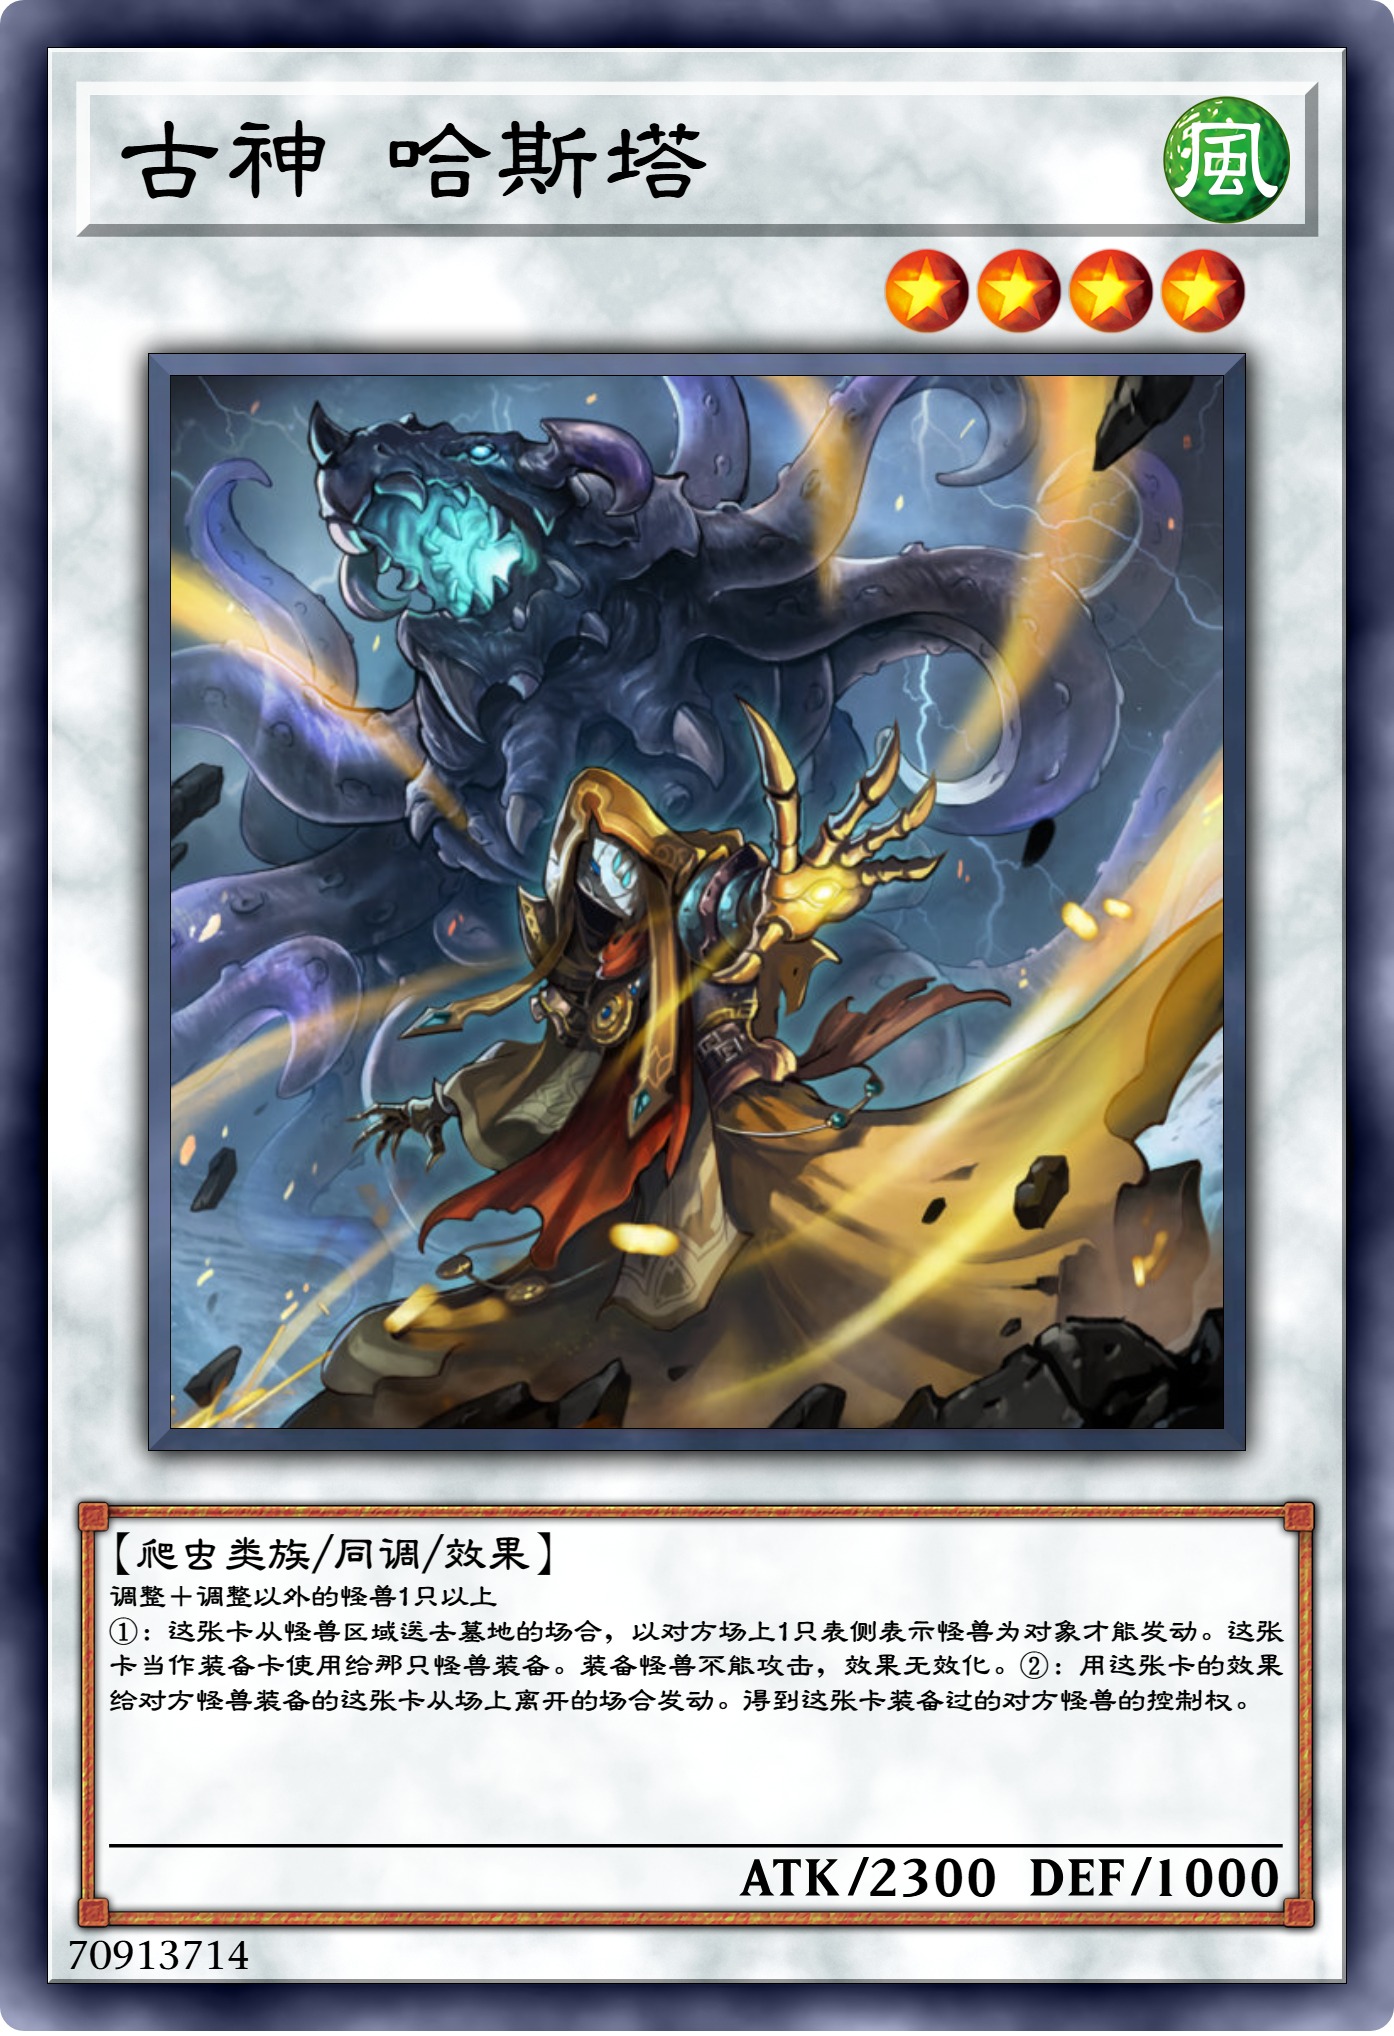 古神 哈斯塔
風
【爬虫类族/同调/效果】
调整＋调整以外的怪兽1只以上
①：这张卡从怪兽区域送去墓地的场合，以对方场上1只表侧表示怪兽为对象才能发动。这张
卡当作装备卡使用给那只怪兽装备。装备怪兽不能攻击，效果无效化。②：用这张卡的效果
给对方怪兽装备的这张卡从场上离开的场合发动。得到这张卡装备过的对方怪兽的控制权。
ATK/2300 DEF/1000
70913714